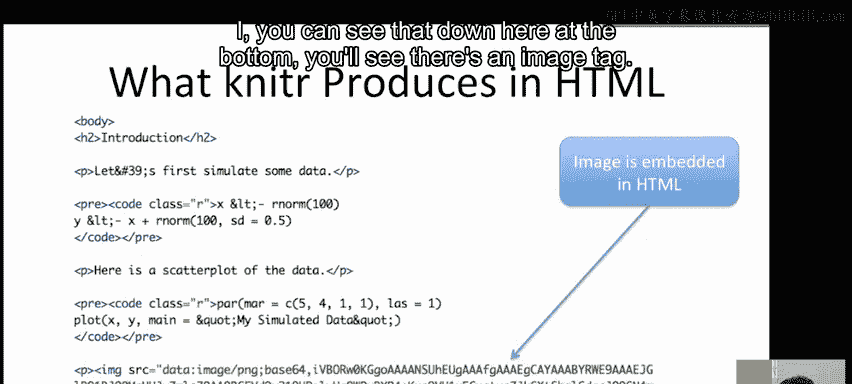 I, you can see that down here at the
bottom, you'll see there's an image tag.
What knitr Produces in HTML
<body>
<h2>Introduction</h2>
<p>Let&#39;s first simulate some data.</p>
<pre><code class="r">x &lt;- rnorm(100)
y &lt;- x + rnorm(100, sd = 0.5)
</code></pre>
<p>Here is a scatterplot of the data.</p>
<pre><code class="r">par(mar = c(5, 4, 1, 1), las = 1)
plot(x, y, main = &quot;My Simulated Data&quot;)
</code></pre>
Image is embedded
in HTML
<p><img src="data:image/png;base64,